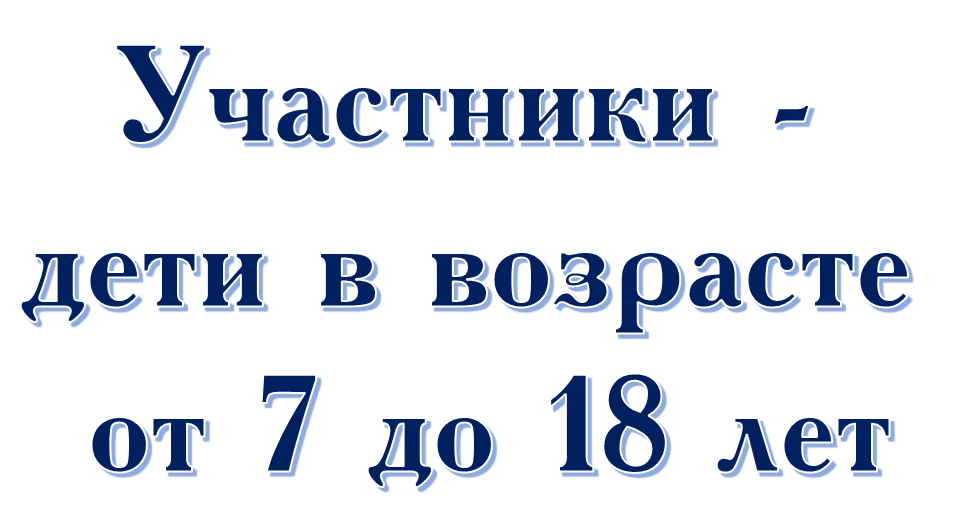 Участники -
дети в возрасте
от 7 до 18 лет